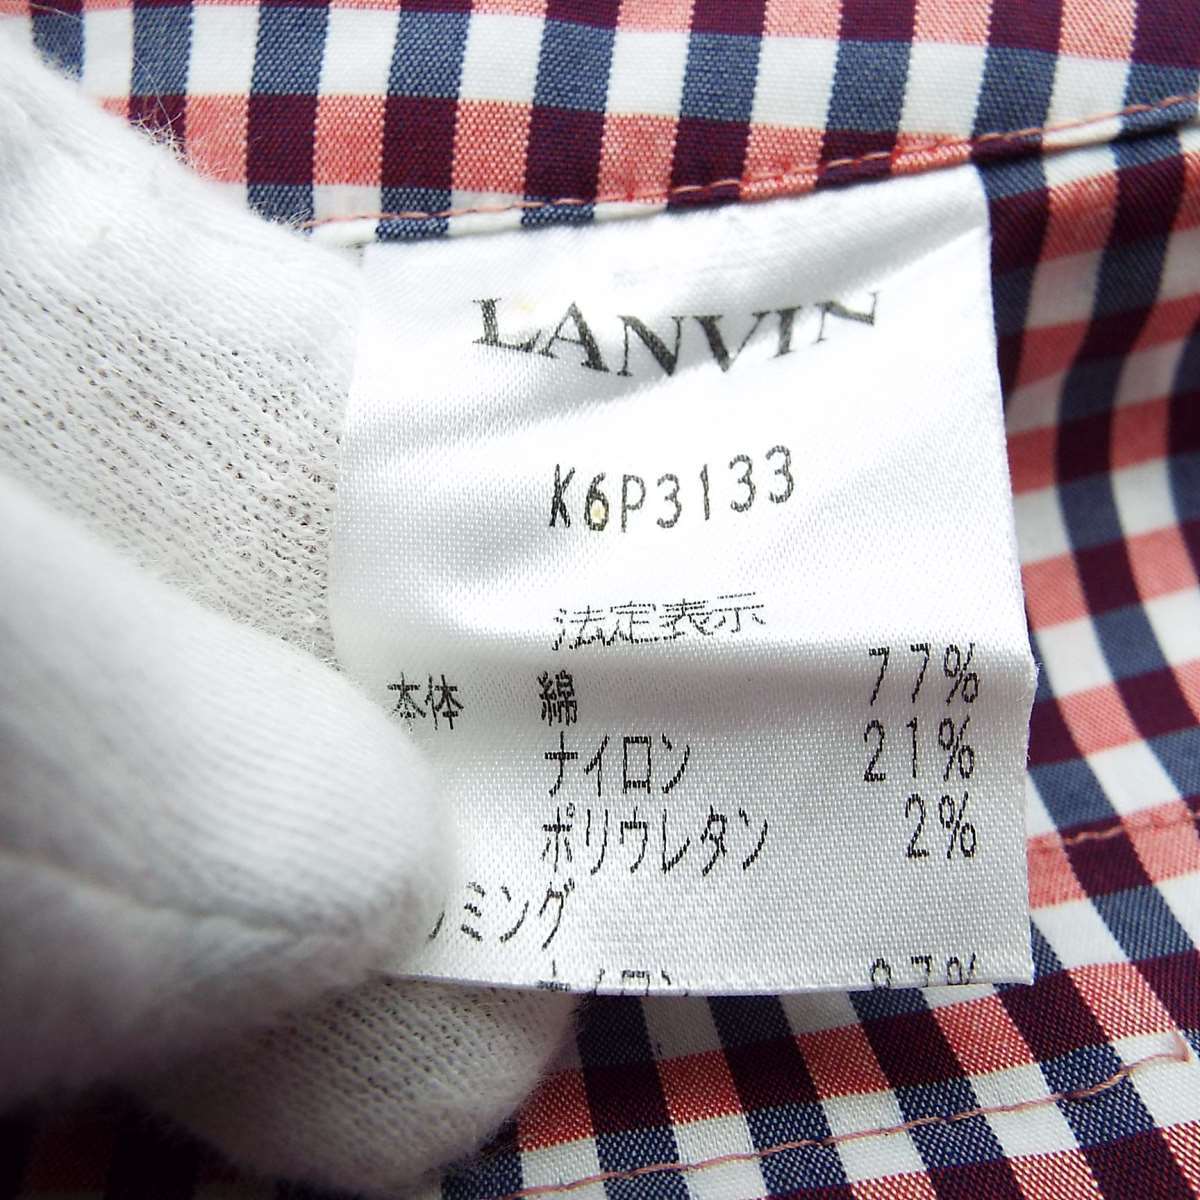 LANVIN
K6P3133
法定表示
本体 綿 77%
ナイロン 21%
ポリウレタン 2%
ミング